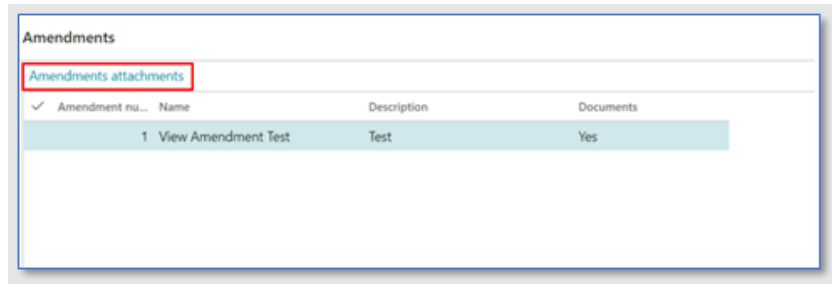 Amendments
Amendments attachments
Amendment nu... Name Description Documents
1 View Amendment Test Test Yes